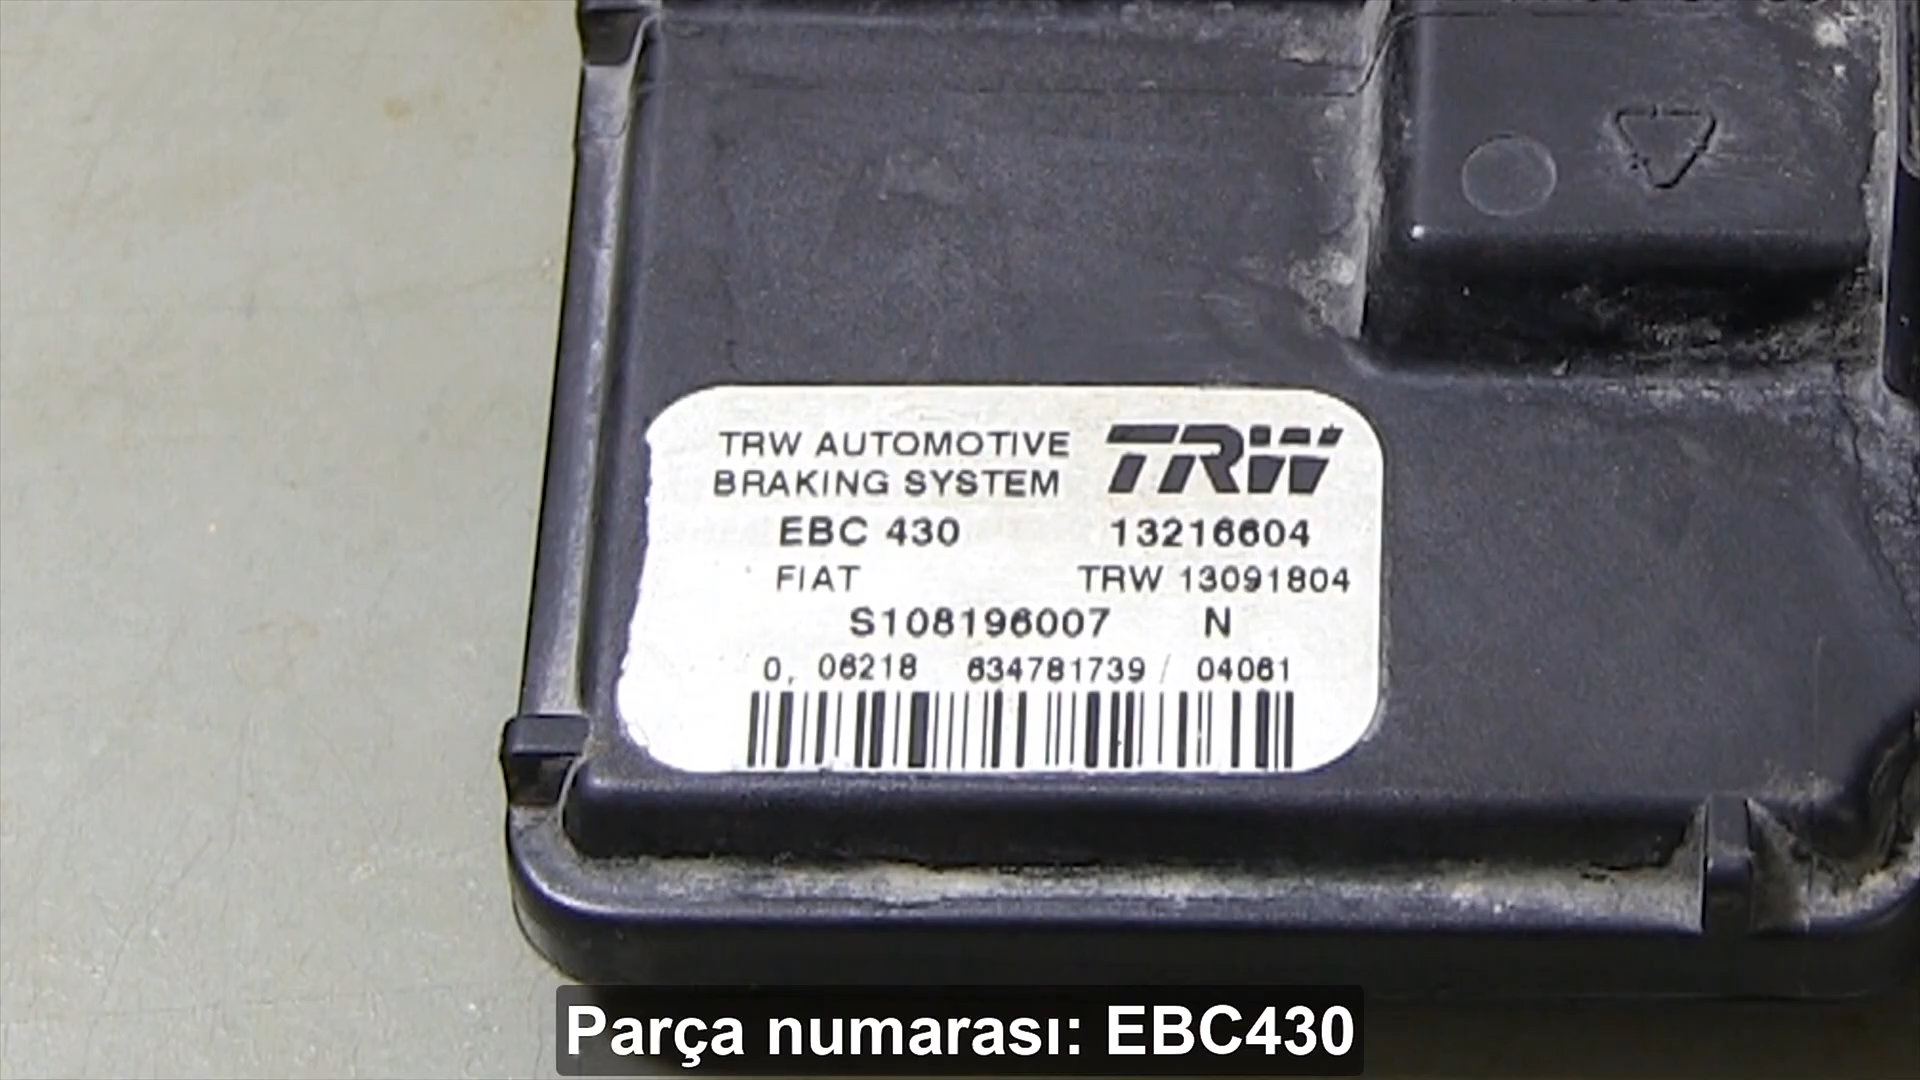 TRW AUTOMOTIVE
BRAKING SYSTEM
TRW
EBC 430 13216604
FIAT TRW 13091804
S108196007 N
0, 06218 634781739 / 04061
Parça numarası: EBC430